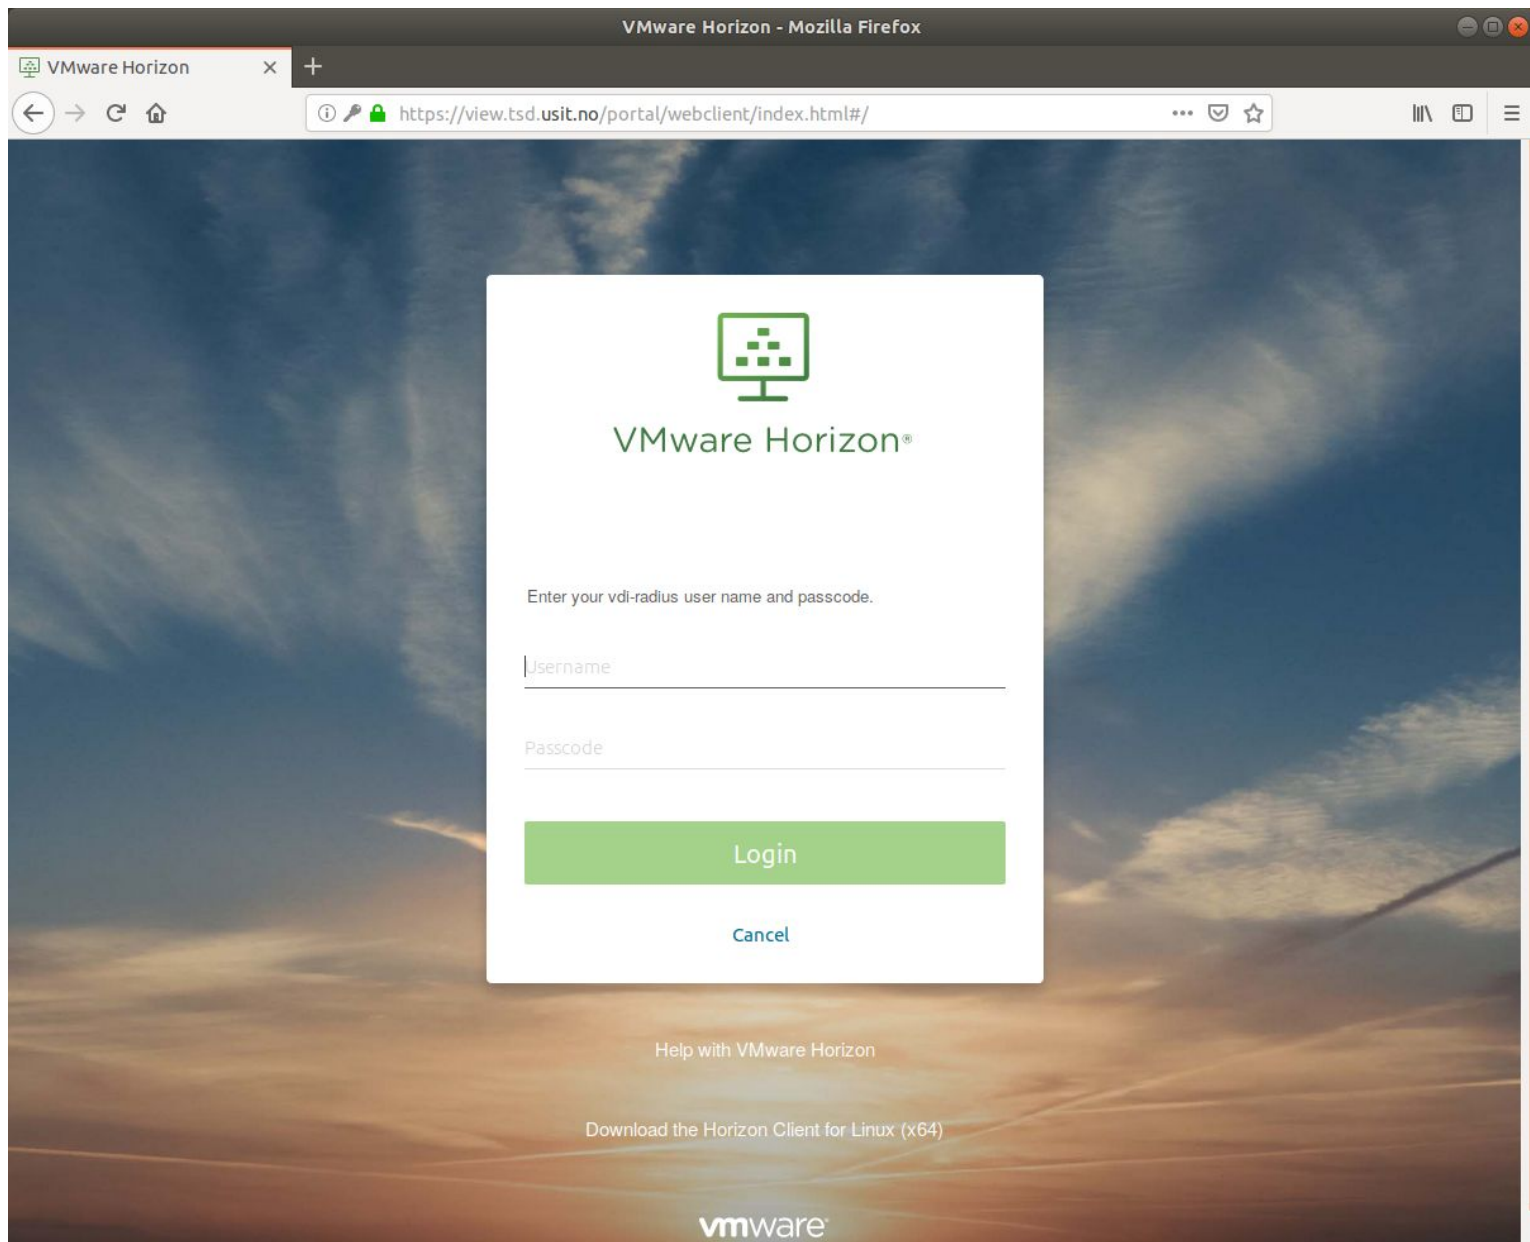 VMware Horizon - Mozilla Firefox
VMware Horizon
https://view.tsd.usit.no/portal/webclient/index.html#/
VMware Horizon®
Enter your vdi-radius user name and passcode.
Username
Passcode
Login
Cancel
Help with VMware Horizon
Download the Horizon Client for Linux (x64)
vmware